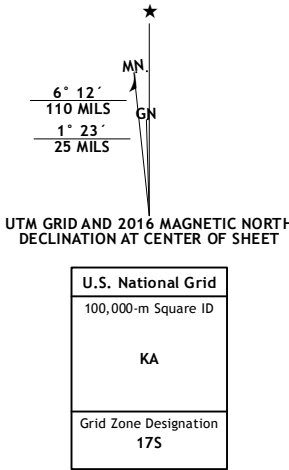 MN.
6° 12´
110 MILS
GN
1° 23´
25 MILS
UTM GRID AND 2016 MAGNETIC NORTH
DECLINATION AT CENTER OF SHEET
U.S. National Grid
100,000-m Square ID
KA
Grid Zone Designation
17S